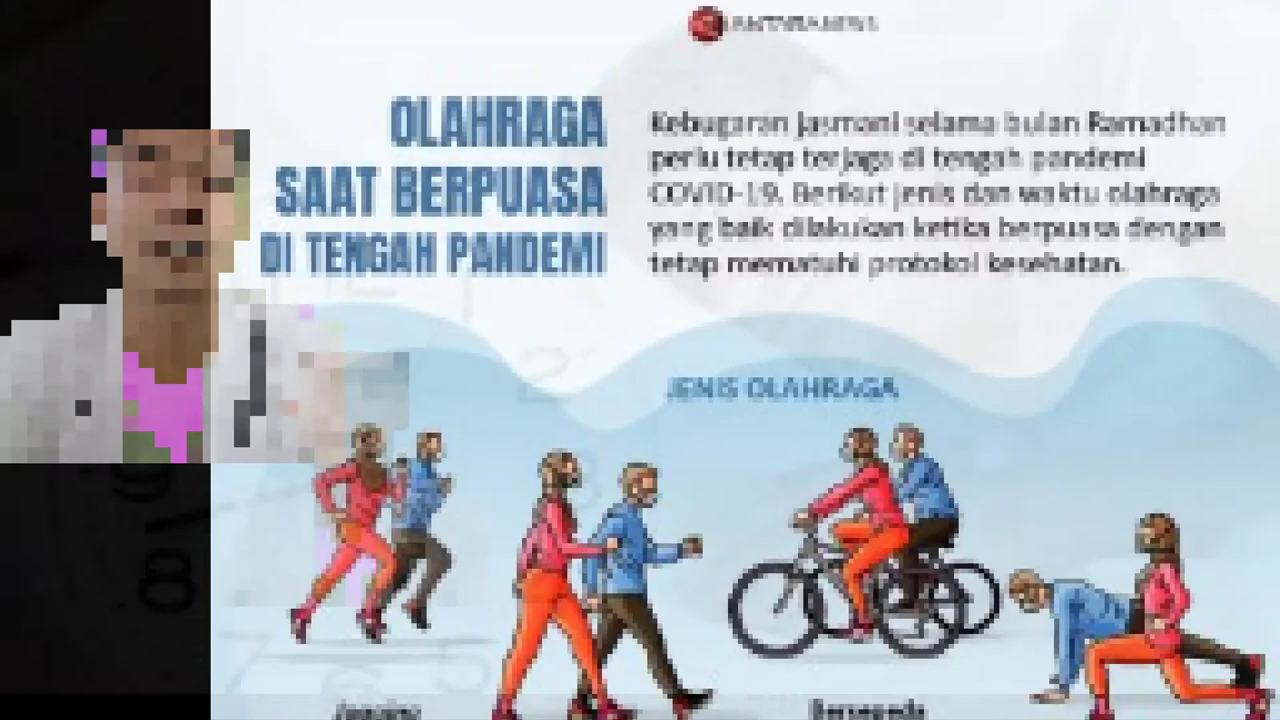 ANTARANEWS
OLAHRAGA
SAAT BERPUASA
DI TENGAH PANDEMI
Kebugaran jasmani selama bulan Ramadhan
perlu tetap terjaga di tengah pandemi
COVID-19. Berikut jenis dan waktu olahraga
yang baik dilakukan ketika berpuasa dengan
tetap mematuhi protokol kesehatan.
JENIS OLAHRAGA
Jogging
Bersepeda